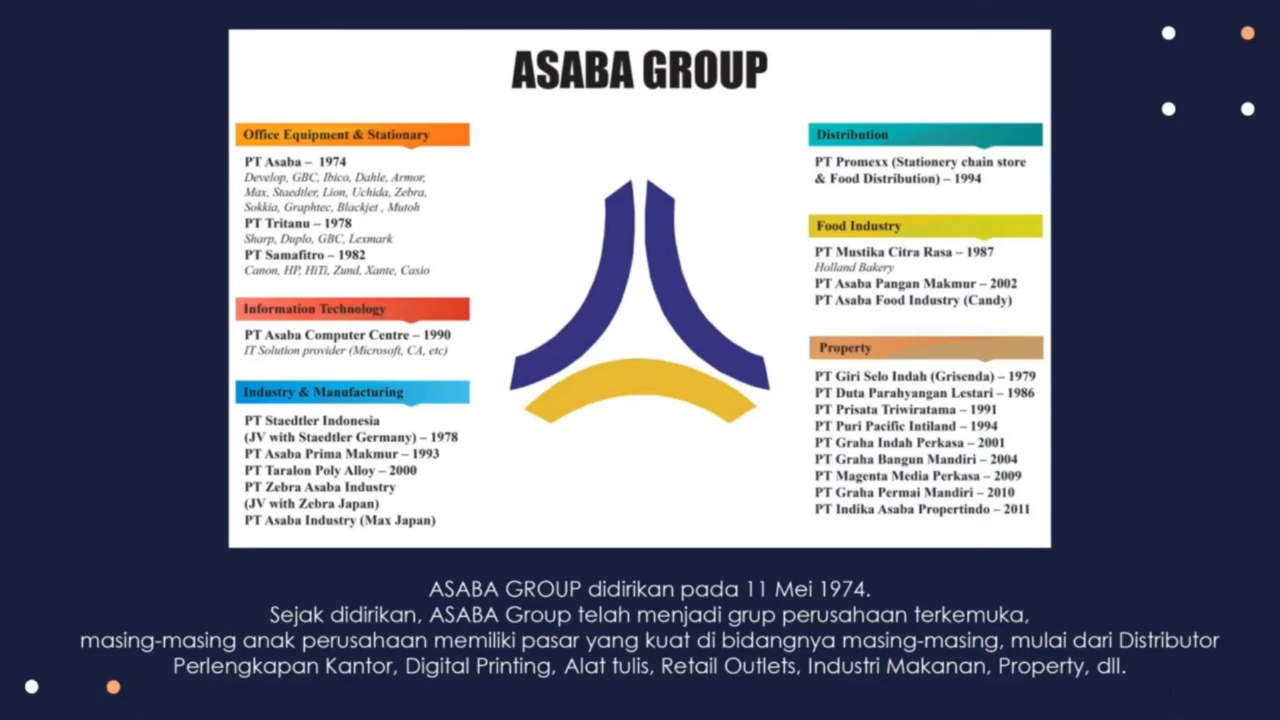 ASABA GROUP
Office Equipment & Stationary
PT Asaba – 1974
Develop, GBC, Ibico, Dahle, Armor,
Max, Staedtler, Lion, Uchida, Zebra,
Sokkia, Graphtec, Blackjet , Mutoh
PT Tritanu – 1978
Sharp, Duplo, GBC, Lexmark
PT Samafitro – 1982
Canon, HP, HiTi, Zund, Xante, Casio
Information Technology
PT Asaba Computer Centre – 1990
IT Solution provider (Microsoft, CA, etc)
Industry & Manufacturing
PT Staedtler Indonesia
(JV with Staedtler Germany) – 1978
PT Asaba Prima Makmur – 1993
PT Taralon Poly Alloy – 2000
PT Zebra Asaba Industry
(JV with Zebra Japan)
PT Asaba Industry (Max Japan)
Distribution
PT Promexx (Stationery chain store
& Food Distribution) – 1994
Food Industry
PT Mustika Citra Rasa – 1987
Holland Bakery
PT Asaba Pangan Makmur – 2002
PT Asaba Food Industry (Candy)
Property
PT Giri Selo Indah (Grisenda) – 1979
PT Duta Parahyangan Lestari – 1986
PT Prisata Triwiratama – 1991
PT Puri Pacific Intiland – 1994
PT Graha Indah Perkasa – 2001
PT Graha Bangun Mandiri – 2004
PT Magenta Media Perkasa – 2009
PT Graha Permai Mandiri – 2010
PT Indika Asaba Propertindo – 2011
ASABA GROUP didirikan pada 11 Mei 1974.
Sejak didirikan, ASABA Group telah menjadi grup perusahaan terkemuka,
masing-masing anak perusahaan memiliki pasar yang kuat di bidangnya masing-masing, mulai dari Distributor
Perlengkapan Kantor, Digital Printing, Alat tulis, Retail Outlets, Industri Makanan, Property, dll.